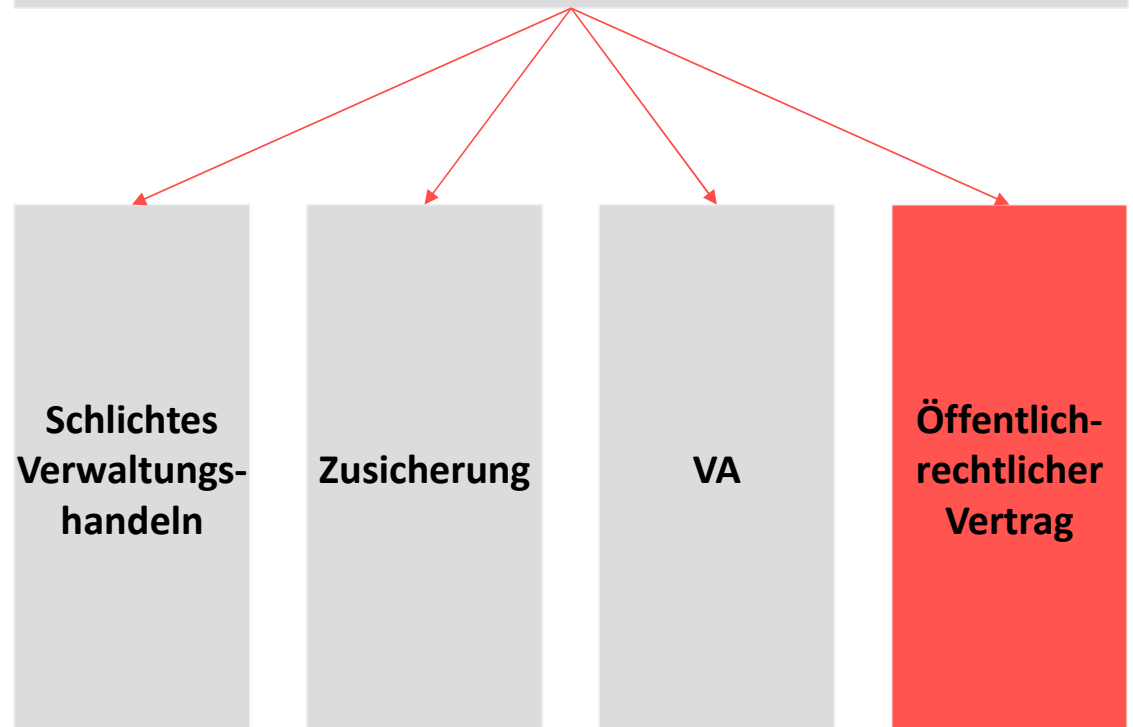 Schlichtes
Verwaltungs-
handeln
Zusicherung
VA
Öffentlich-
rechtlicher
Vertrag